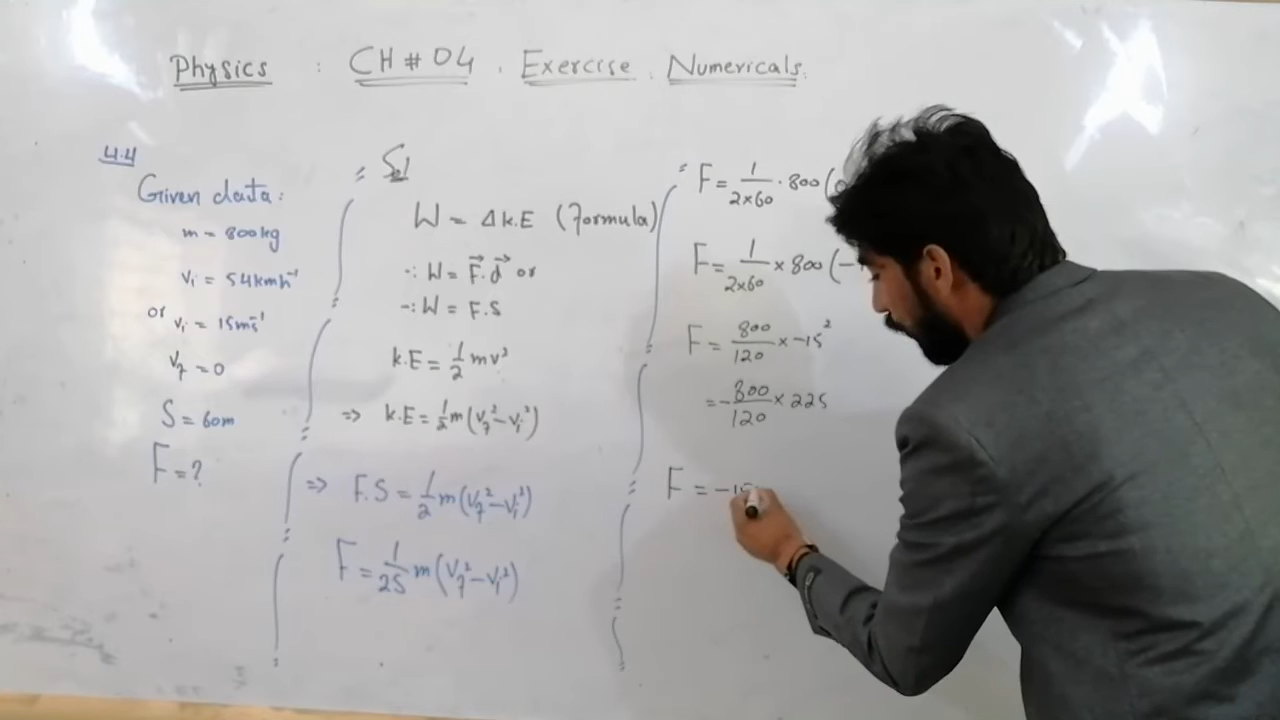 Physics : CH # 04 . Exercise . Numericals.
4.4
Given data:
m = 800kg
Vi = 54kmh⁻¹
or Vi = 15ms⁻¹
Vf = 0
S = 60m
F = ?
Sol
W = Δk.E (Formula)
∴ W = F⃗.d⃗ or
∴ W = F.S
k.E = 1/2 mv²
=> k.E = 1/2 m(Vf² - Vi²)
=> F.S = 1/2 m(Vf² - Vi²)
F = 1/2S m(Vf² - Vi²)
F = 1/2×60 · 800 (
F = 1/2×60 × 800 (-
F = 800/120 × -15²
= -800/120 × 225
F = -15